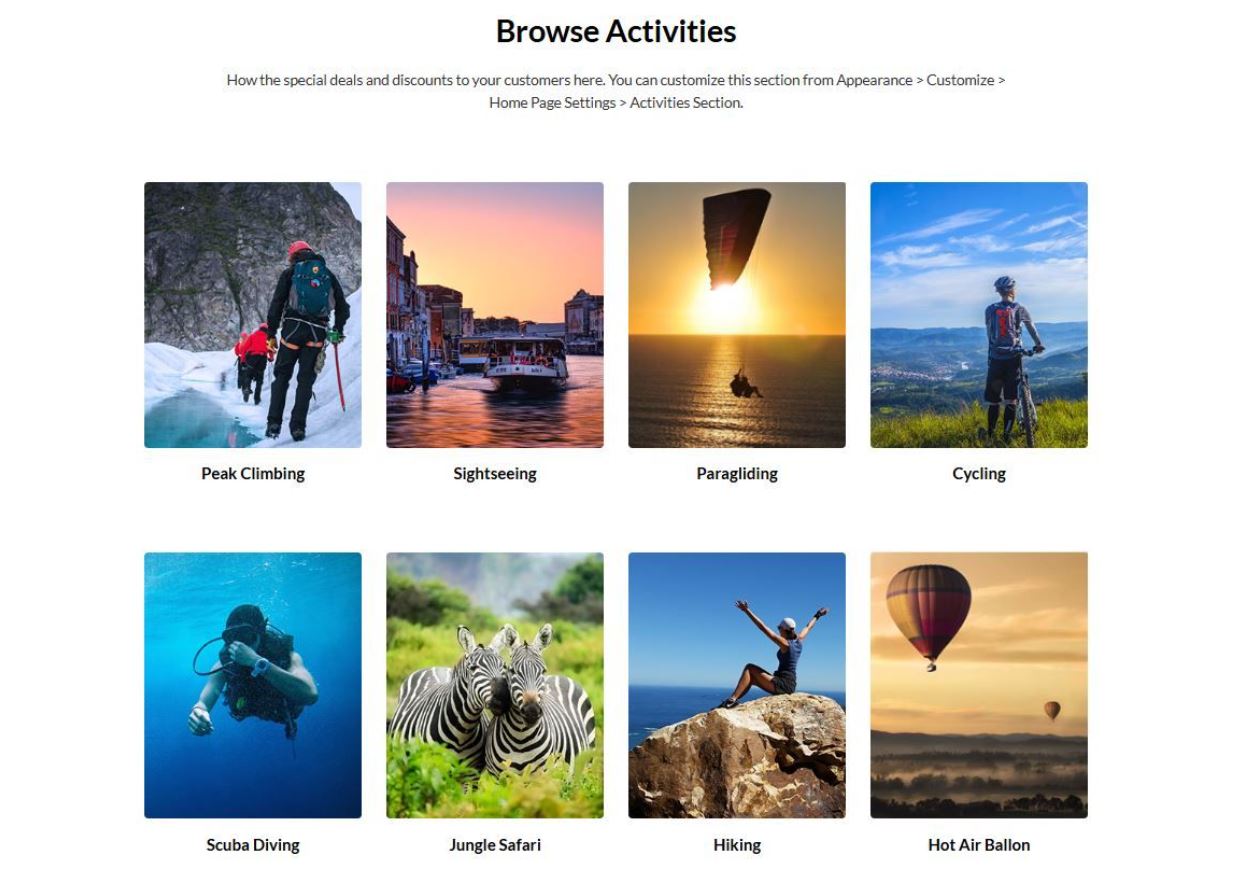 Browse Activities
How the special deals and discounts to your customers here. You can customize this section from Appearance > Customize >
Home Page Settings > Activities Section.
Peak Climbing
Sightseeing
Paragliding
Cycling
Scuba Diving
Jungle Safari
Hiking
Hot Air Ballon